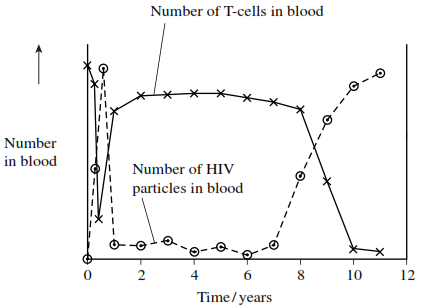 Number of T-cells in blood
Number
in blood
Number of HIV
particles in blood
0 2 4 6 8 10 12
Time/years